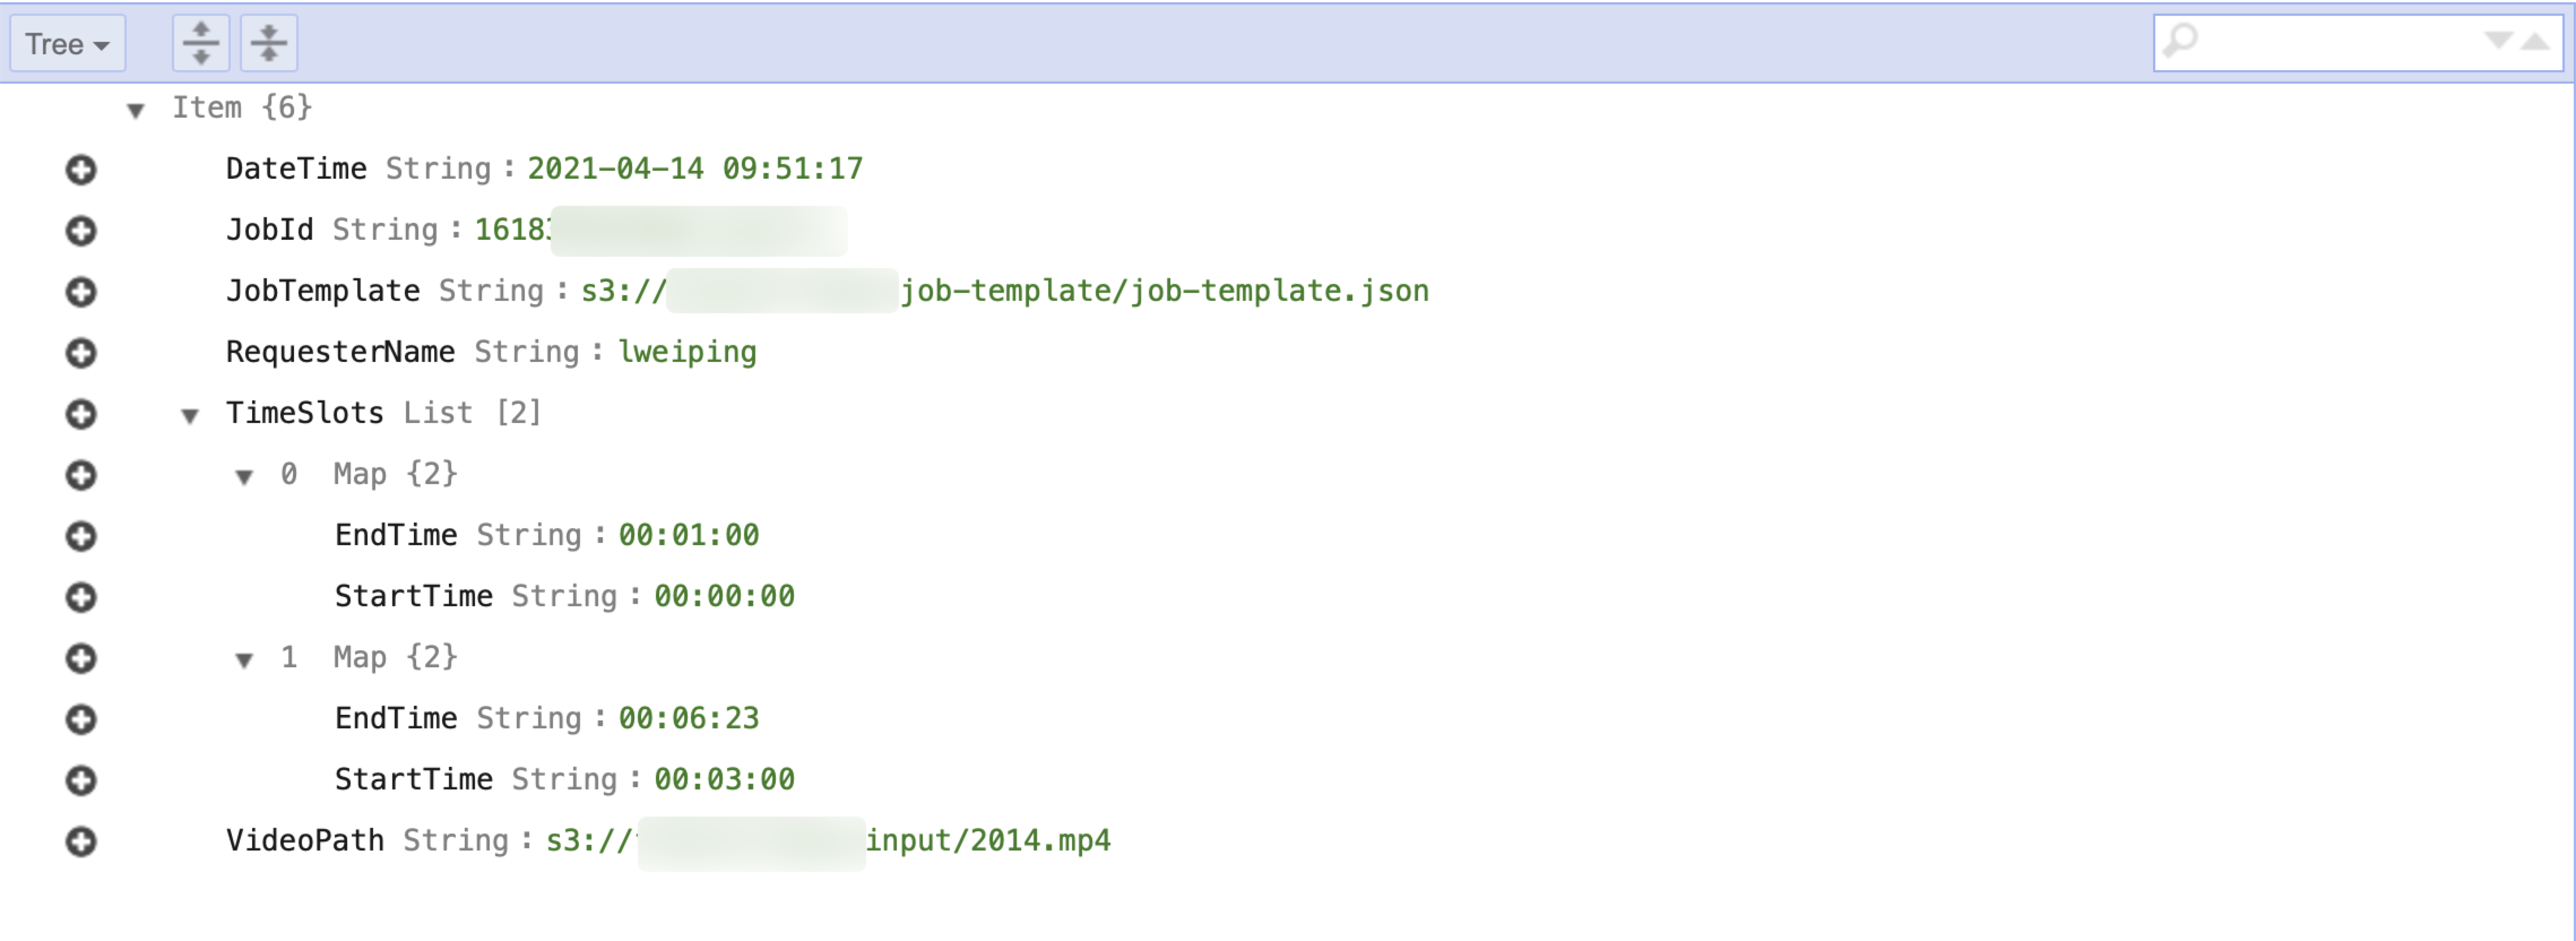 Tree
Item {6}
DateTime String : 2021-04-14 09:51:17
JobId String : 1618
JobTemplate String : s3:// job-template/job-template.json
RequesterName String : lweiping
TimeSlots List [2]
0 Map {2}
EndTime String : 00:01:00
StartTime String : 00:00:00
1 Map {2}
EndTime String : 00:06:23
StartTime String : 00:03:00
VideoPath String : s3:// input/2014.mp4